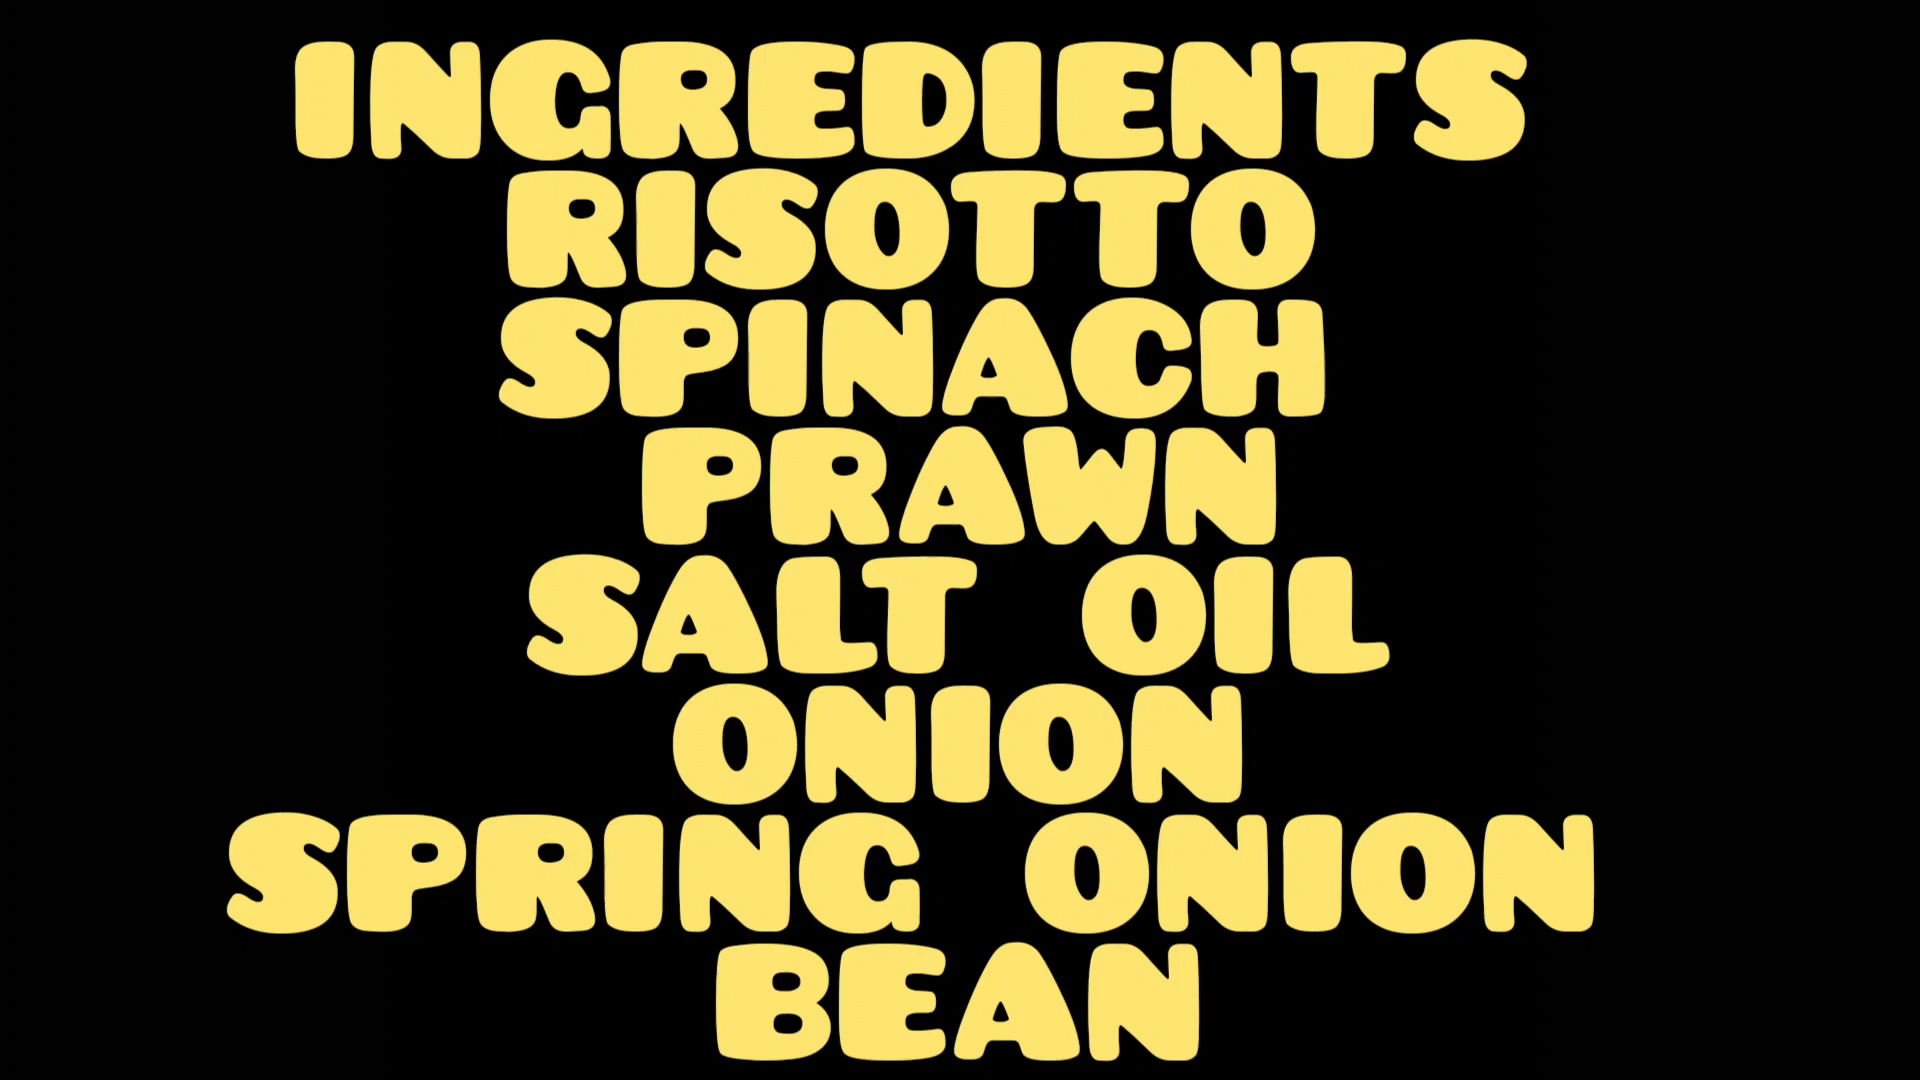 INGREDIENTS
RISOTTO
SPINACH
PRAWN
SALT OIL
ONION
SPRING ONION
BEAN